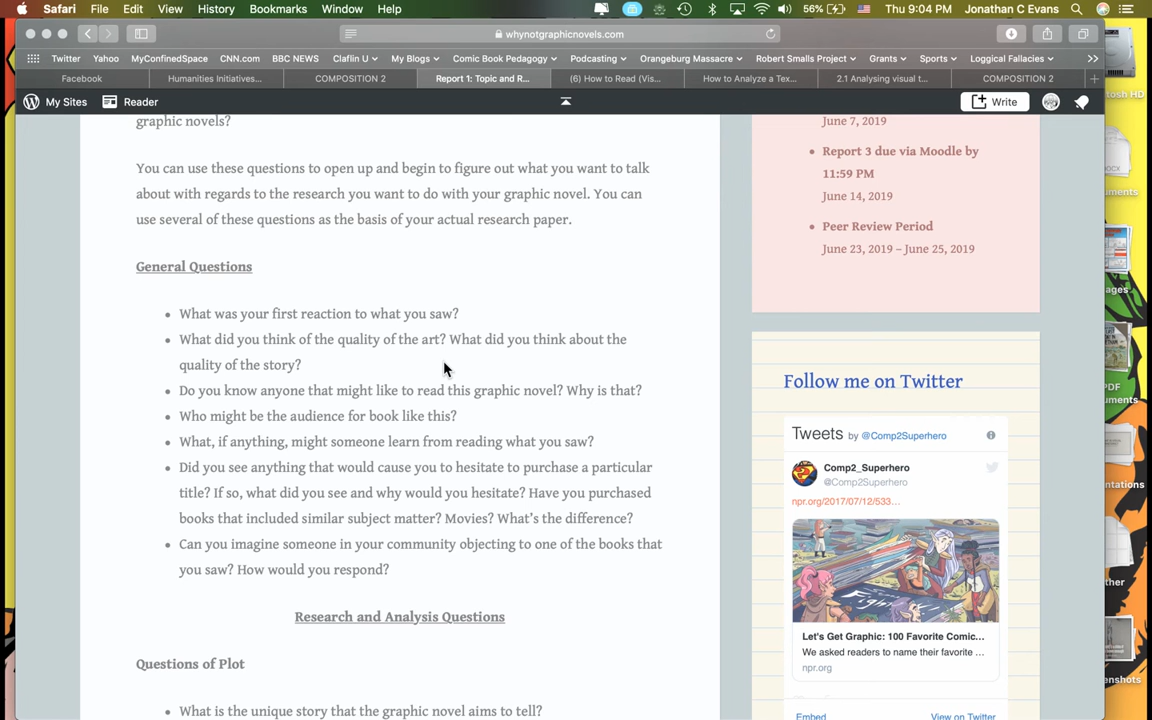 Safari File Edit View History Bookmarks Window Help 56% Thu 9:04 PM Jonathan C Evans
whynotgraphicnovels.com
Twitter Yahoo MyConfinedSpace CNN.com BBC NEWS Claflin U My Blogs Comic Book Pedagogy Podcasting Orangeburg Massacre Robert Smalls Project Grants Sports Loggical Fallacies
Facebook Humanities Initiatives... COMPOSITION 2 Report 1: Topic and R... (6) How to Read (Vis... How to Analyze a Tex... 2.1 Analysing visual t... COMPOSITION 2
My Sites Reader Write
graphic novels?
You can use these questions to open up and begin to figure out what you want to talk
about with regards to the research you want to do with your graphic novel. You can
use several of these questions as the basis of your actual research paper.
General Questions
• What was your first reaction to what you saw?
• What did you think of the quality of the art? What did you think about the
quality of the story?
• Do you know anyone that might like to read this graphic novel? Why is that?
• Who might be the audience for book like this?
• What, if anything, might someone learn from reading what you saw?
• Did you see anything that would cause you to hesitate to purchase a particular
title? If so, what did you see and why would you hesitate? Have you purchased
books that included similar subject matter? Movies? What's the difference?
• Can you imagine someone in your community objecting to one of the books that
you saw? How would you respond?
Research and Analysis Questions
Questions of Plot
• What is the unique story that the graphic novel aims to tell?
June 7, 2019
• Report 3 due via Moodle by
11:59 PM
June 14, 2019
• Peer Review Period
June 23, 2019 – June 25, 2019
Follow me on Twitter
Tweets by @Comp2Superhero
Comp2_Superhero
@Comp2Superhero
npr.org/2017/07/12/533...
Let's Get Graphic: 100 Favorite Comic...
We asked readers to name their favorite ...
npr.org
Embed View on Twitter